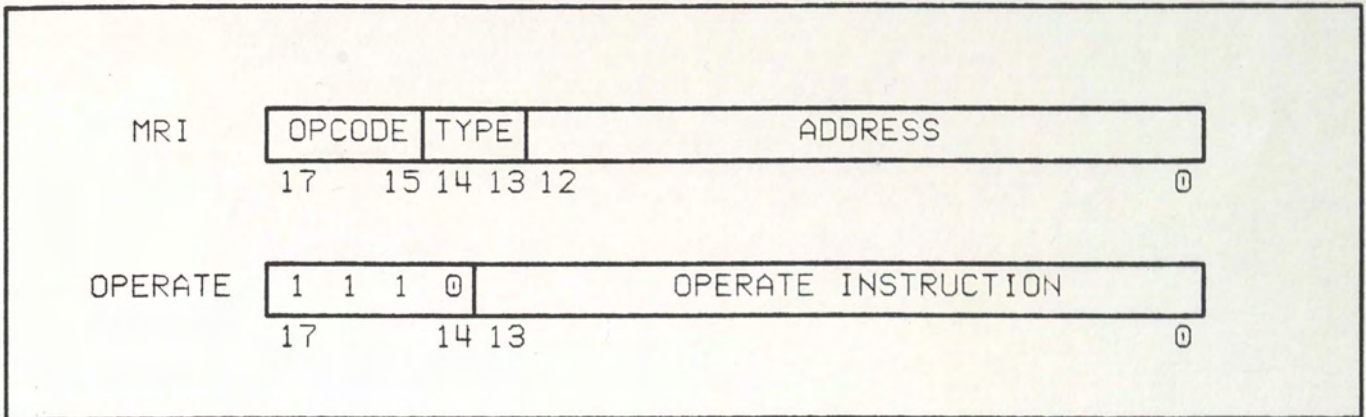 MRI OPCODE TYPE ADDRESS
17 15 14 13 12 0
OPERATE 1 1 1 0 OPERATE INSTRUCTION
17 14 13 0